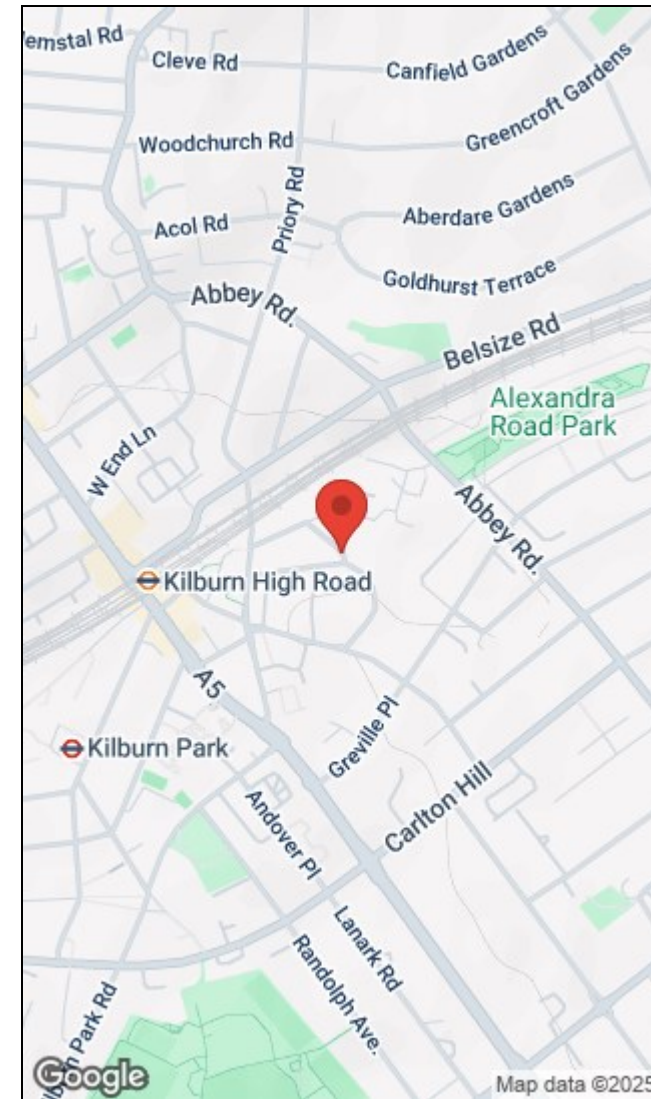 Cleve Rd
Canfield Gardens
Greencroft Gardens
Woodchurch Rd
Priory Rd
Acol Rd
Aberdare Gardens
Goldhurst Terrace
Abbey Rd.
Belsize Rd
Alexandra
Road Park
W End Ln
Abbey Rd.
Kilburn High Road
A5
Greville Pl
Kilburn Park
Carlton Hill
Andover Pl
Lanark Rd
Randolph Ave.
Park Rd
Google
Map data ©2025